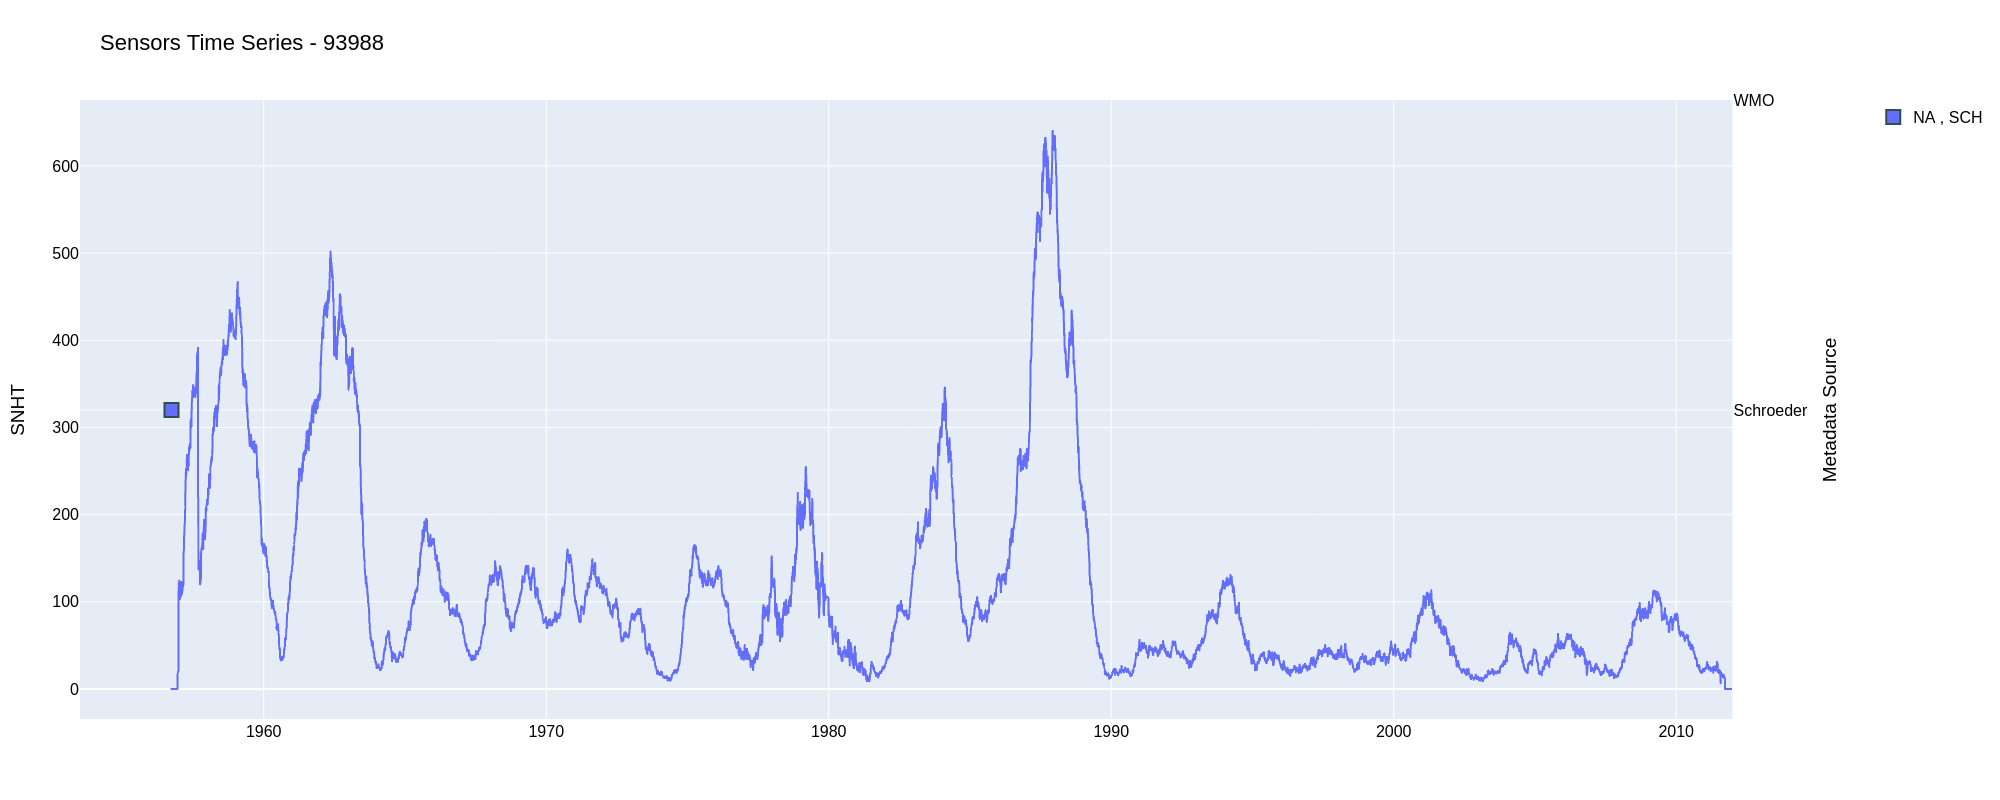 Sensors Time Series - 93988
WMO
NA , SCH
600
500
400
Schroeder
300
200
100
0
SNHT
Metadata Source
1960
1970
1980
1990
2000
2010